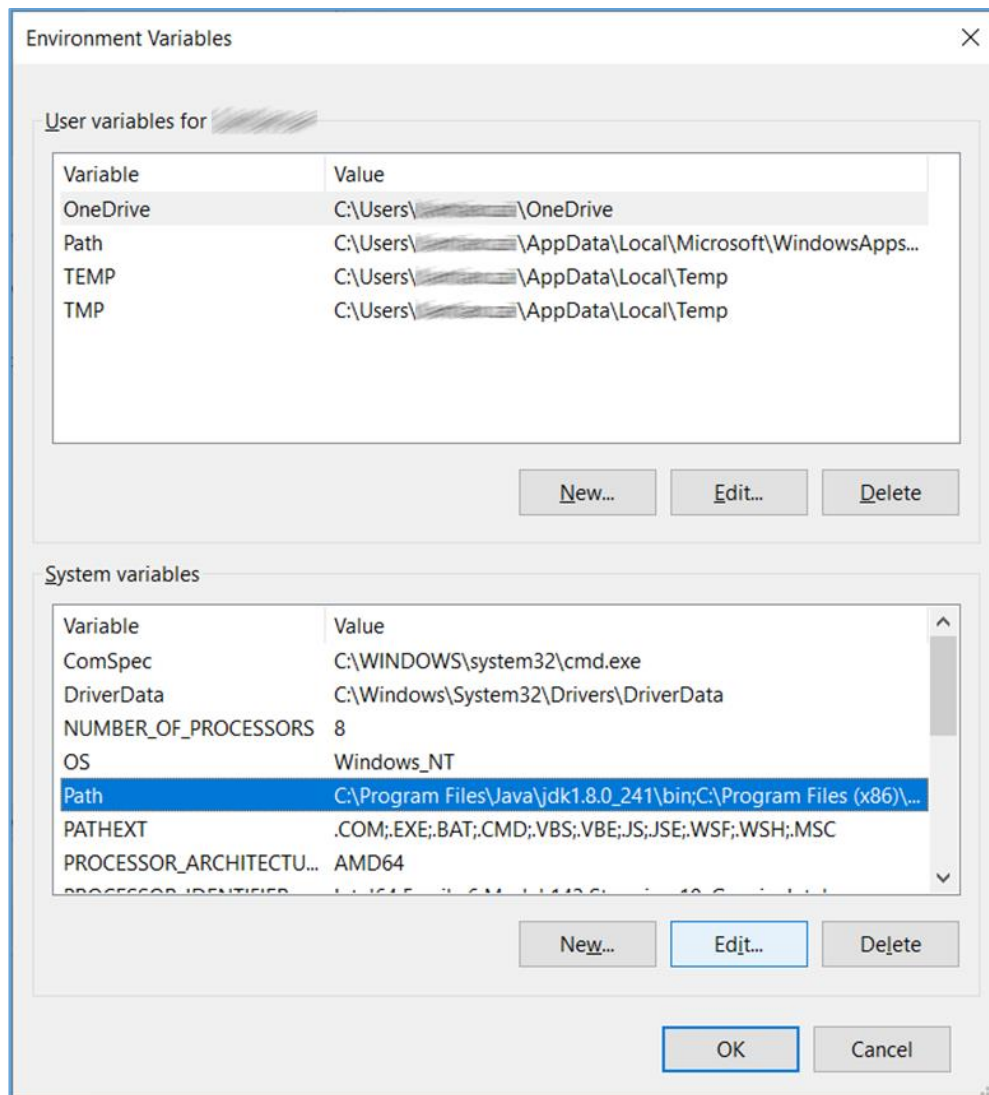 Environment Variables
User variables for
Variable Value
OneDrive C:\Users\ \OneDrive
Path C:\Users\ \AppData\Local\Microsoft\WindowsApps...
TEMP C:\Users\ \AppData\Local\Temp
TMP C:\Users\ \AppData\Local\Temp
New... Edit... Delete
System variables
Variable Value
ComSpec C:\WINDOWS\system32\cmd.exe
DriverData C:\Windows\System32\Drivers\DriverData
NUMBER_OF_PROCESSORS 8
OS Windows_NT
Path C:\Program Files\Java\jdk1.8.0_241\bin;C:\Program Files (x86)\...
PATHEXT .COM;.EXE;.BAT;.CMD;.VBS;.VBE;.JS;.JSE;.WSF;.WSH;.MSC
PROCESSOR_ARCHITECTU... AMD64
New... Edit... Delete
OK Cancel